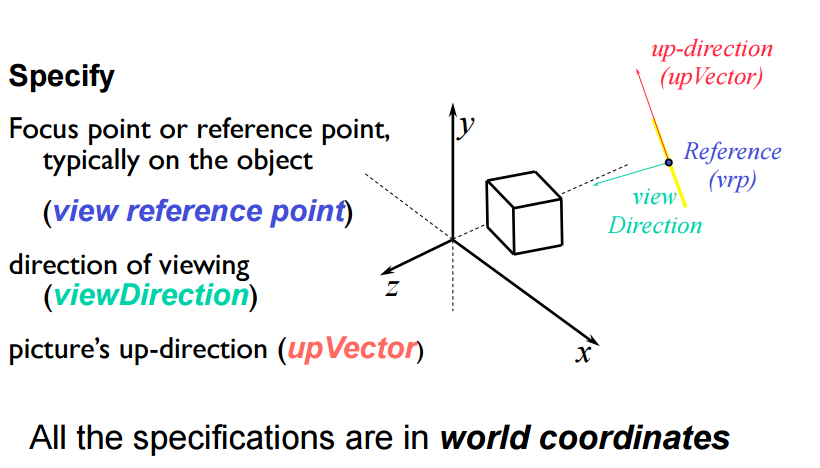 Specify
Focus point or reference point,
typically on the object
(view reference point)
direction of viewing
(viewDirection)
picture's up-direction (upVector)
up-direction
(upVector)
y
Reference
(vrp)
view
Direction
z
x
All the specifications are in world coordinates